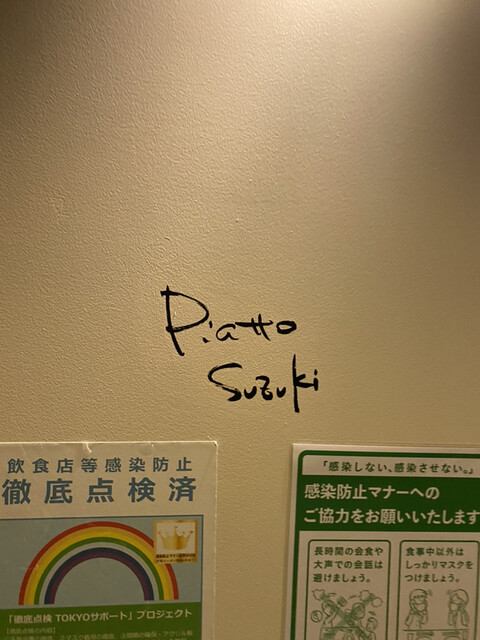 Piatto
Suzuki
飲食店等感染防止
徹底点検済
「徹底点検 TOKYOサポート」プロジェクト
「感染しない、感染させない。」
感染防止マナーへの
ご協力をお願いいたします
長時間の会食や
大声での会話は
避けましょう。
食事中以外は
しっかりマスクを
つけましょう。